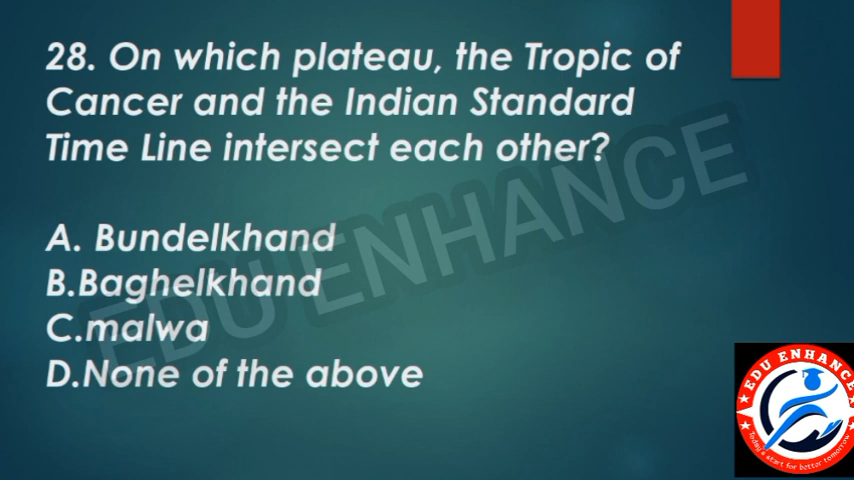 28. On which plateau, the Tropic of
Cancer and the Indian Standard
Time Line intersect each other?
A. Bundelkhand
B.Baghelkhand
C.malwa
D.None of the above
EDU ENHANCE
EDU ENHANCE
Today's start for better tomorrow